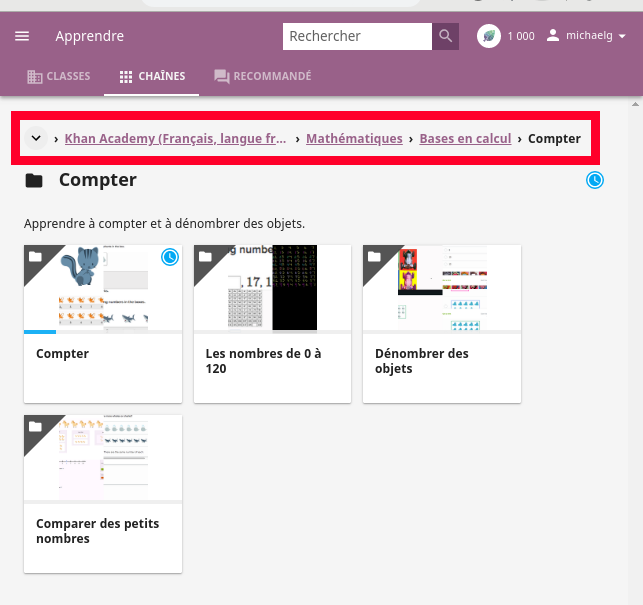 Apprendre
Rechercher
1 000
michaelg
CLASSES
CHAÎNES
RECOMMANDÉ
› Khan Academy (Français, langue fr… › Mathématiques › Bases en calcul › Compter
Compter
Apprendre à compter et à dénombrer des objets.
Compter
, 17, 1
Les nombres de 0 à
120
Dénombrer des
objets
Comparer des petits
nombres